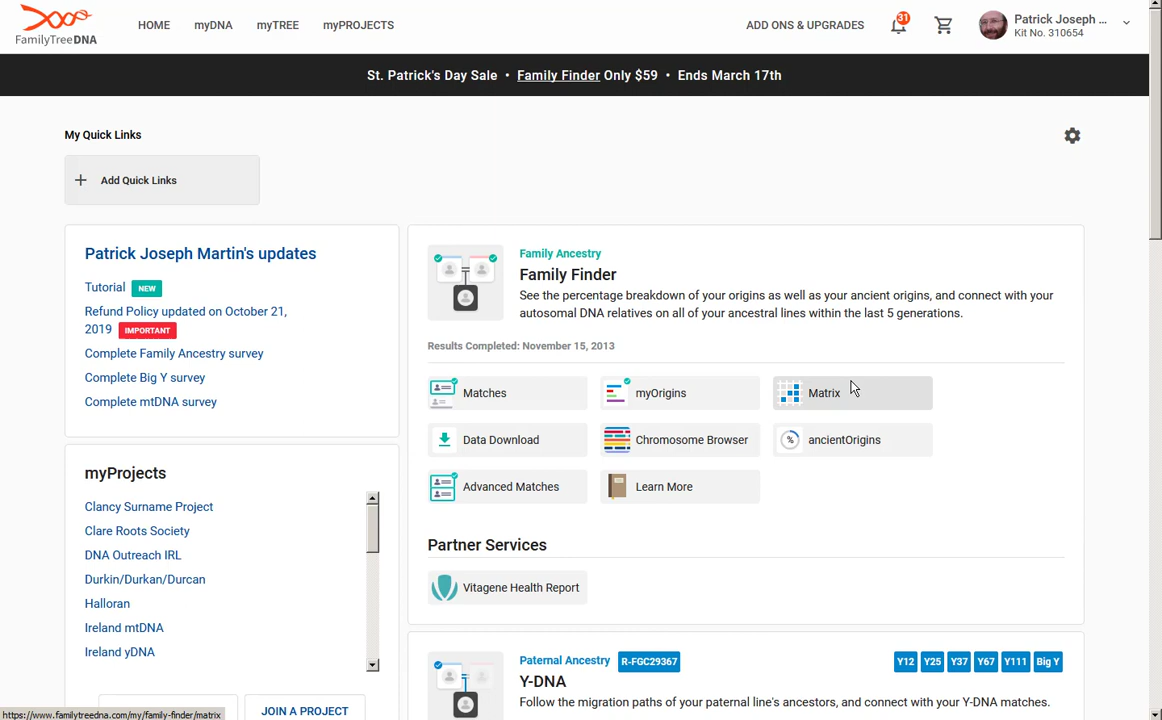 FamilyTreeDNA
HOME
myDNA
myTREE
myPROJECTS
ADD ONS & UPGRADES
31
Patrick Joseph ...
Kit No. 310654
St. Patrick's Day Sale • Family Finder Only $59 • Ends March 17th
My Quick Links
+ Add Quick Links
Patrick Joseph Martin's updates
Tutorial NEW
Refund Policy updated on October 21,
2019 IMPORTANT
Complete Family Ancestry survey
Complete Big Y survey
Complete mtDNA survey
myProjects
Clancy Surname Project
Clare Roots Society
DNA Outreach IRL
Durkin/Durkan/Durcan
Halloran
Ireland mtDNA
Ireland yDNA
JOIN A PROJECT
Family Ancestry
Family Finder
See the percentage breakdown of your origins as well as your ancient origins, and connect with your
autosomal DNA relatives on all of your ancestral lines within the last 5 generations.
Results Completed: November 15, 2013
Matches
myOrigins
Matrix
Data Download
Chromosome Browser
% ancientOrigins
Advanced Matches
Learn More
Partner Services
Vitagene Health Report
Paternal Ancestry R-FGC29367
Y12 Y25 Y37 Y67 Y111 Big Y
Y-DNA
Follow the migration paths of your paternal line's ancestors, and connect with your Y-DNA matches.
https://www.familytreedna.com/my/family-finder/matrix